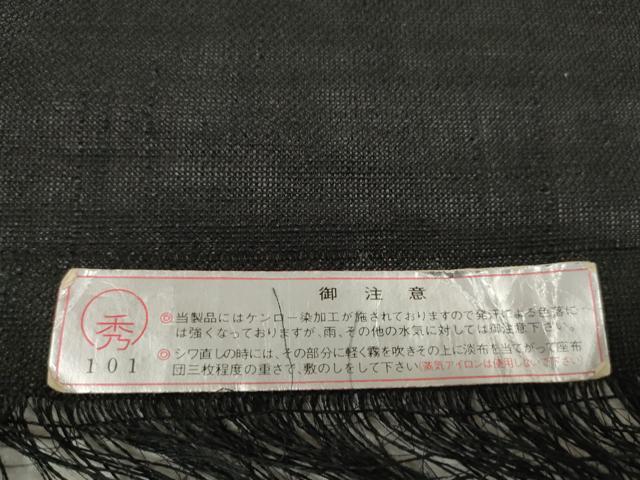 御注意
秀
101
◎当製品にはケンロー染加工が施されておりますので発汗による色落に
は強くなっておりますが、雨、その他の水気に対しては御注意下さい。
◎シワ直しの時には、その部分に軽く霧を吹きその上に淡布を当てがって座布
団三枚程度の重さで、敷のしをして下さい(蒸気アイロンは使用しないで下さい)